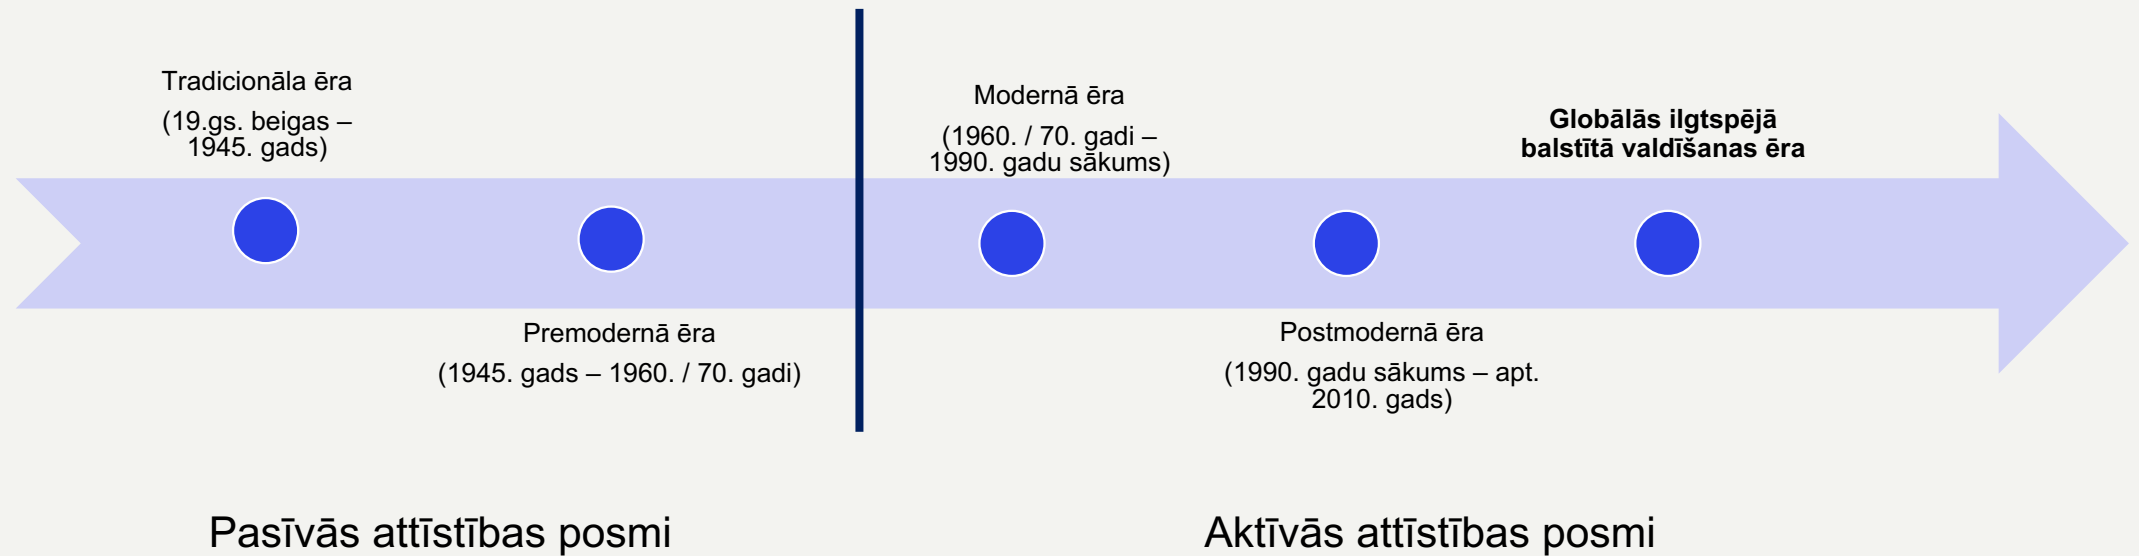 Tradicionāla ēra
(19.gs. beigas –
1945. gads)
Premodernā ēra
(1945. gads – 1960. / 70. gadi)
Modernā ēra
(1960. / 70. gadi –
1990. gadu sākums)
Postmodernā ēra
(1990. gadu sākums – apt.
2010. gads)
Globālās ilgtspējā
balstītā valdīšanas ēra
Pasīvās attīstības posmi
Aktīvās attīstības posmi